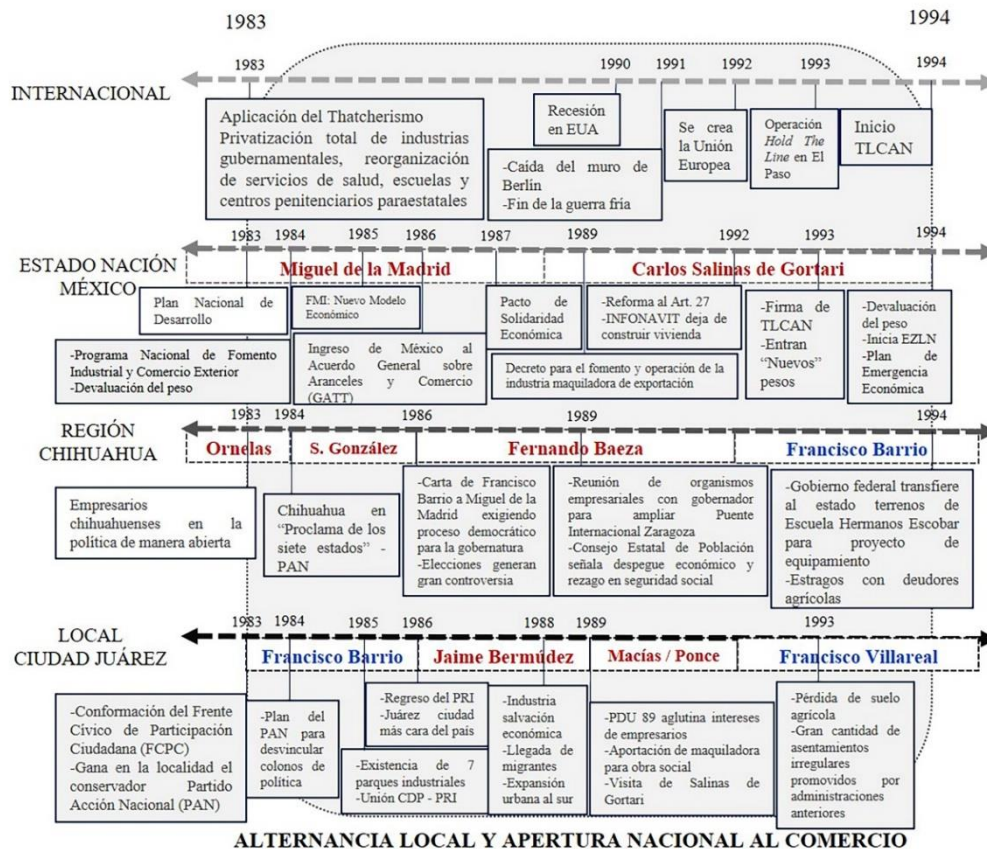 1983
1994
INTERNACIONAL
1983
1990
1991
1992
1993
1994
Aplicación del Thatcherismo
Privatización total de industrias
gubernamentales, reorganización
de servicios de salud, escuelas y
centros penitenciarios paraestatales
Recesión
en EUA
-Caída del muro de
Berlín
-Fin de la guerra fría
Se crea
la Unión
Europea
Operación
Hold The
Line en El
Paso
Inicio
TLCAN
ESTADO NACIÓN
MÉXICO
1983
1984
1985
1986
1987
1989
1992
1993
1994
Miguel de la Madrid
Carlos Salinas de Gortari
Plan Nacional de
Desarrollo
-Programa Nacional de Fomento
Industrial y Comercio Exterior
-Devaluación del peso
FMI: Nuevo Modelo
Económico
Ingreso de México al
Acuerdo General sobre
Aranceles y Comercio
(GATT)
Pacto de
Solidaridad
Económica
-Reforma al Art. 27
-INFONAVIT deja de
construir vivienda
Decreto para el fomento y operación de la
industria maquiladora de exportación
-Firma de
TLCAN
-Entran
“Nuevos”
pesos
-Devaluación
del peso
-Inicia EZLN
-Plan de
Emergencia
Económica
REGIÓN
CHIHUAHUA
1983
1984
1986
1989
1994
Ornelas
S. González
Fernando Baeza
Francisco Barrio
Empresarios
chihuahuenses en la
política de manera abierta
Chihuahua en
“Proclama de los
siete estados” -
PAN
-Carta de Francisco
Barrio a Miguel de la
Madrid exigiendo
proceso democrático
para la gobernatura
-Elecciones generan
gran controversia
-Reunión de organismos
empresariales con gobernador
para ampliar Puente
Internacional Zaragoza
-Consejo Estatal de Población
señala despegue económico y
rezago en seguridad social
-Gobierno federal transfiere
al estado terrenos de
Escuela Hermanos Escobar
para proyecto de
equipamiento
-Estragos con deudores
agrícolas
LOCAL
CIUDAD JUÁREZ
1983
1984
1985
1986
1988
1989
1993
Francisco Barrio
Jaime Bermúdez
Macías / Ponce
Francisco Villareal
-Conformación del Frente
Cívico de Participación
Ciudadana (FCPC)
-Gana en la localidad el
conservador Partido
Acción Nacional (PAN)
-Plan del
PAN para
desvincular
colonos de
política
-Regreso del PRI
-Juárez ciudad
más cara del país
-Existencia de 7
parques industriales
-Unión CDP - PRI
-Industria
salvación
económica
-Llegada de
migrantes
-Expansión
urbana al sur
-PDU 89 aglutina intereses
de empresarios
-Aportación de maquiladora
para obra social
-Visita de Salinas de
Gortari
-Pérdida de suelo
agrícola
-Gran cantidad de
asentamientos
irregulares
promovidos por
administraciones
anteriores
ALTERNANCIA LOCAL Y APERTURA NACIONAL AL COMERCIO